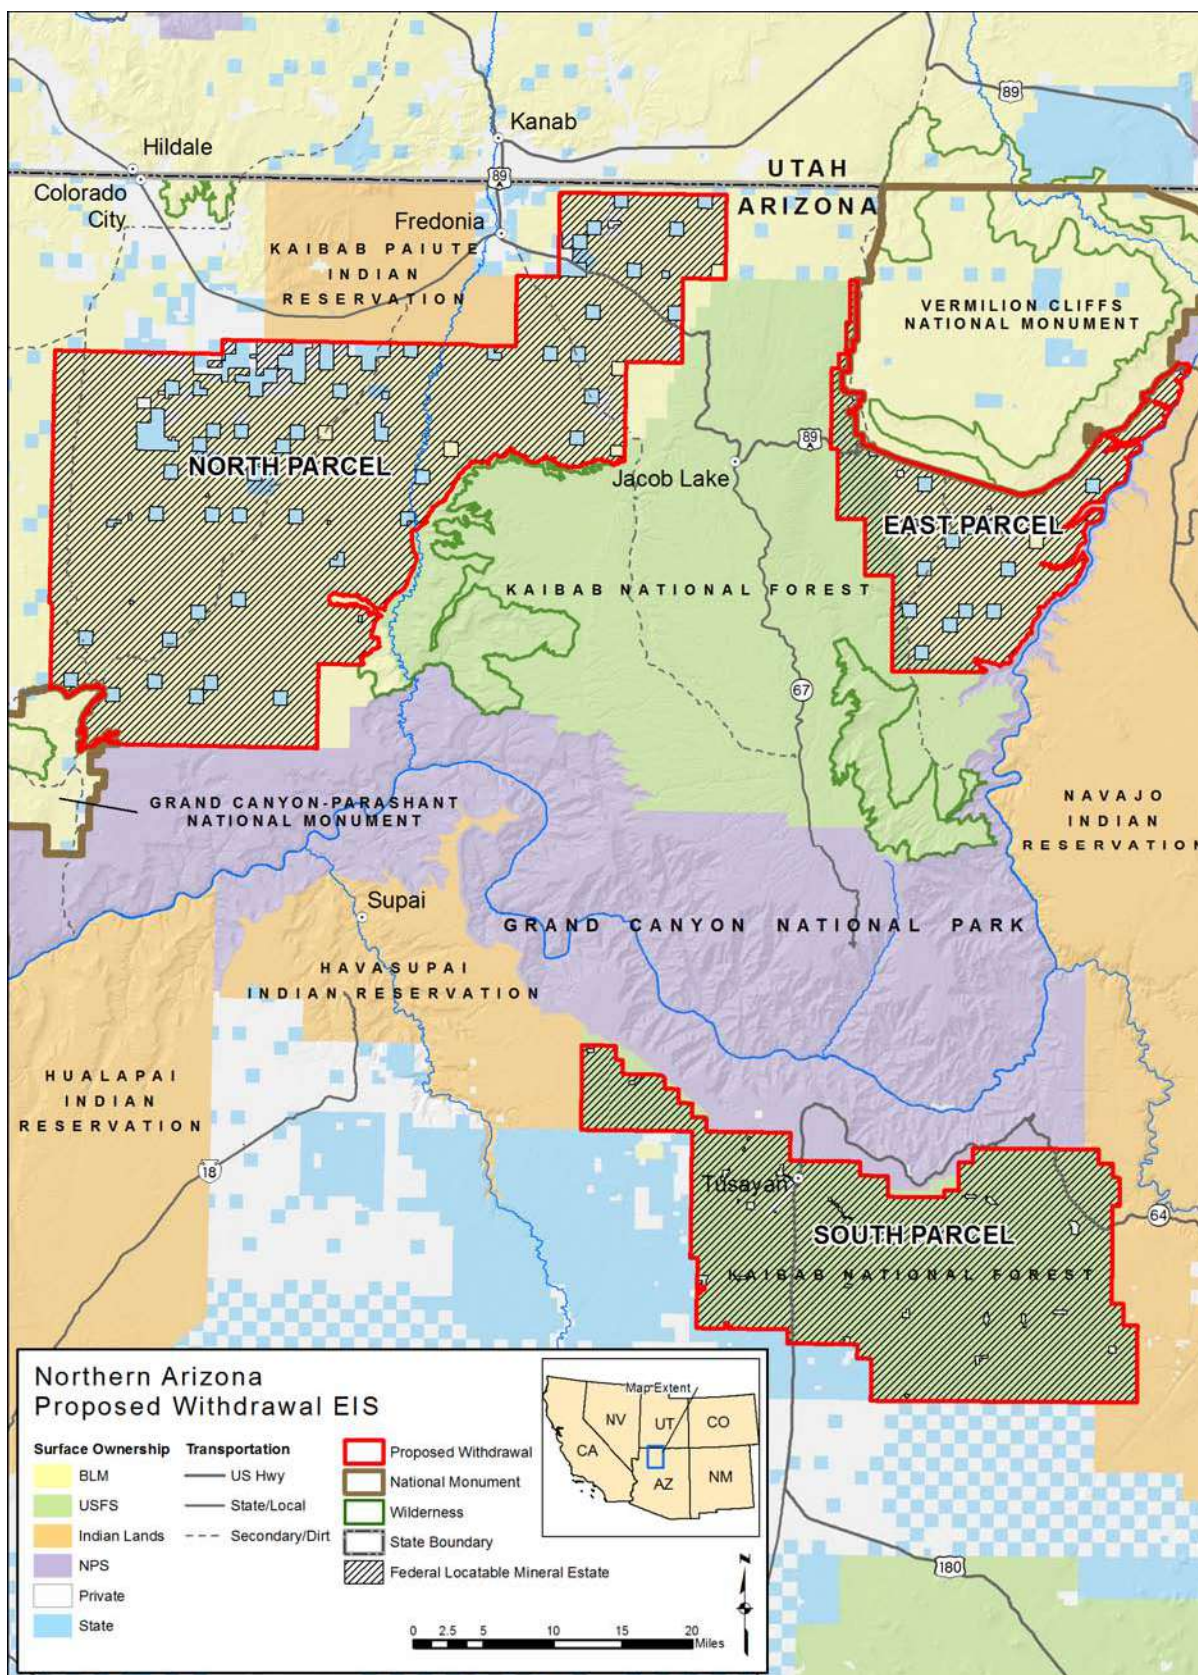 89
Kanab
Hildale
UTAH
89
Colorado
City
ARIZONA
Fredonia
KAIBAB PAIUTE
INDIAN
RESERVATION
VERMILION CLIFFS
NATIONAL MONUMENT
89
NORTH PARCEL
Jacob Lake
EAST PARCEL
KAIBAB NATIONAL FOREST
67
GRAND CANYON-PARASHANT
NATIONAL MONUMENT
NAVAJO
INDIAN
RESERVATION
Supai
GRAND CANYON NATIONAL PARK
HAVASUPAI
INDIAN RESERVATION
HUALAPAI
INDIAN
RESERVATION
18
Tusayan
64
SOUTH PARCEL
KAIBAB NATIONAL FOREST
180
Northern Arizona
Proposed Withdrawal EIS
Surface Ownership
BLM
USFS
Indian Lands
NPS
Private
State
Transportation
US Hwy
State/Local
Secondary/Dirt
Proposed Withdrawal
National Monument
Wilderness
State Boundary
Federal Locatable Mineral Estate
Map Extent
NV
UT
CO
CA
AZ
NM
N
0 2.5 5 10 15 20
Miles